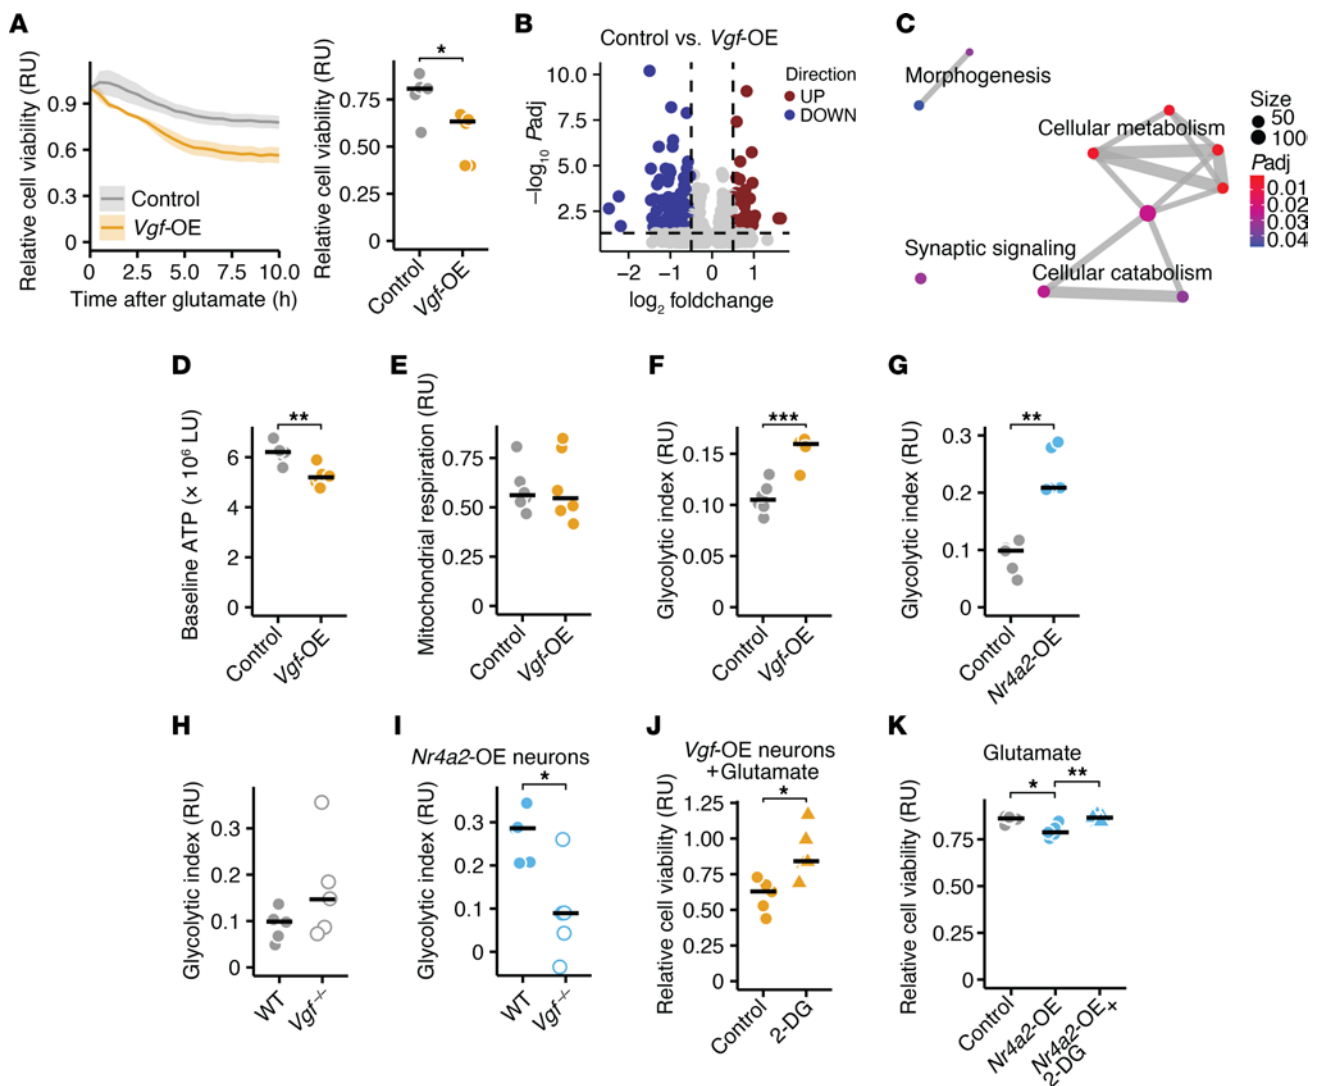 A
Relative cell viability (RU)
0.9
0.6
0.3
0
Control
Vgf-OE
0 2.5 5.0 7.5 10.0
Time after glutamate (h)
Relative cell viability (RU)
*
0.75
0.50
0.25
0
Control
Vgf-OE
B
Control vs. Vgf-OE
−log10 Padj
10.0
7.5
5.0
2.5
−2 −1 0 1
log2 foldchange
Direction
UP
DOWN
C
Morphogenesis
Cellular metabolism
Synaptic signaling
Cellular catabolism
Size
50
100
Padj
0.01
0.02
0.03
0.04
D
Baseline ATP (× 10⁶ LU)
**
6
4
2
0
Control
Vgf-OE
E
Mitochondrial respiration (RU)
0.75
0.50
0.25
0
Control
Vgf-OE
F
Glycolytic index (RU)
***
0.15
0.10
0.05
0
Control
Vgf-OE
G
Glycolytic index (RU)
**
0.3
0.2
0.1
0
Control
Nr4a2-OE
H
Glycolytic index (RU)
0.3
0.2
0.1
0
WT
Vgf−/−
I
Nr4a2-OE neurons
Glycolytic index (RU)
*
0.3
0.2
0.1
0
WT
Vgf−/−
J
Vgf-OE neurons
+Glutamate
Relative cell viability (RU)
*
1.25
1.00
0.75
0.50
0.25
0
Control
2-DG
K
Glutamate
Relative cell viability (RU)
* **
0.75
0.50
0.25
0
Control
Nr4a2-OE
Nr4a2-OE+
2-DG